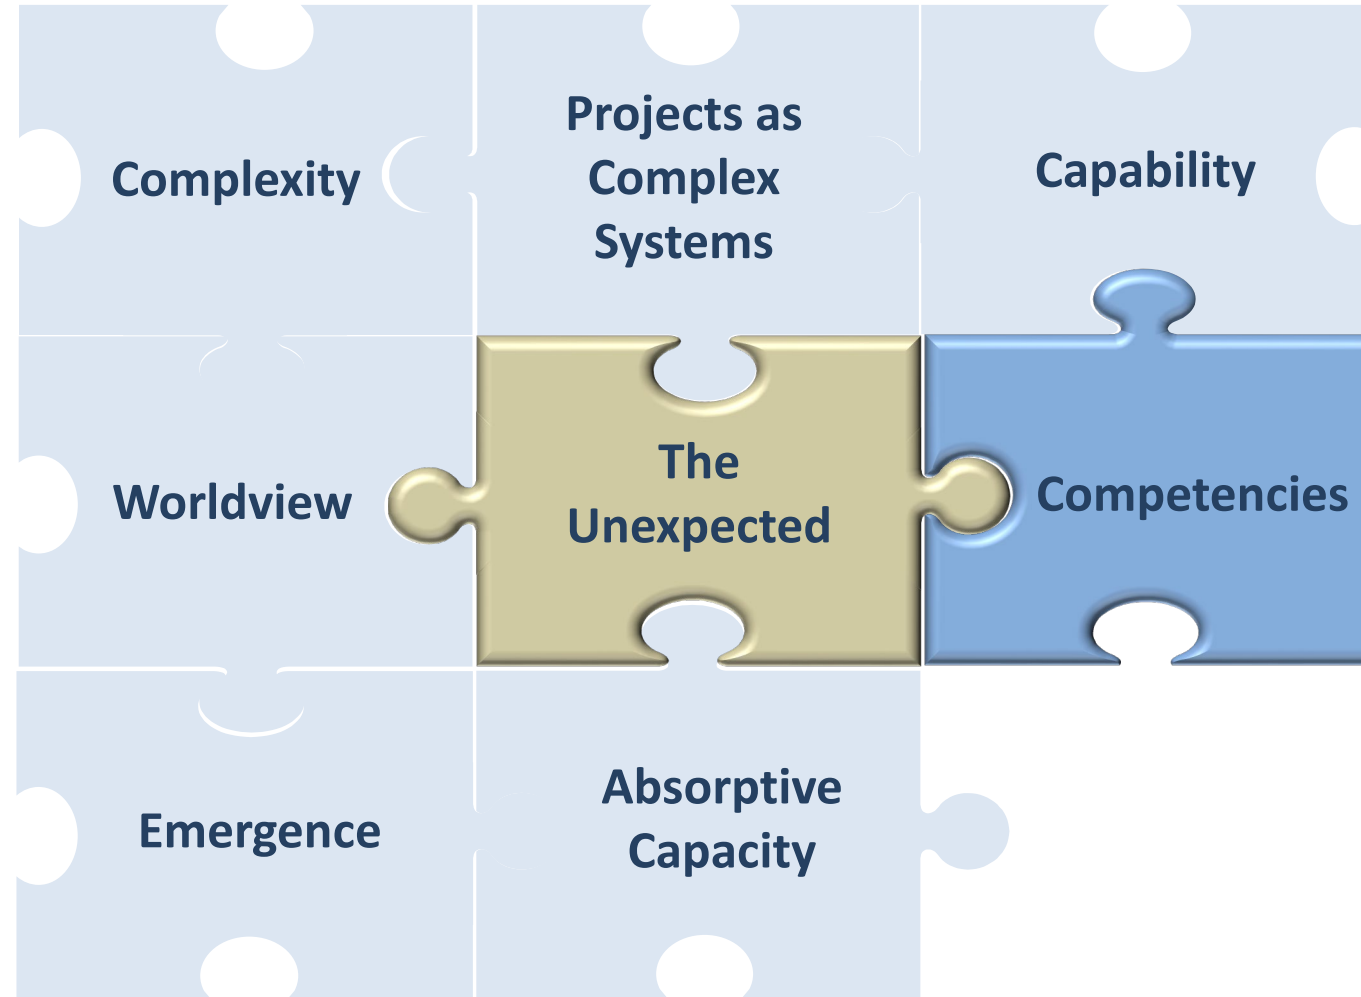 Complexity
Projects as
Complex
Systems
Capability
Worldview
The
Unexpected
Competencies
Emergence
Absorptive
Capacity